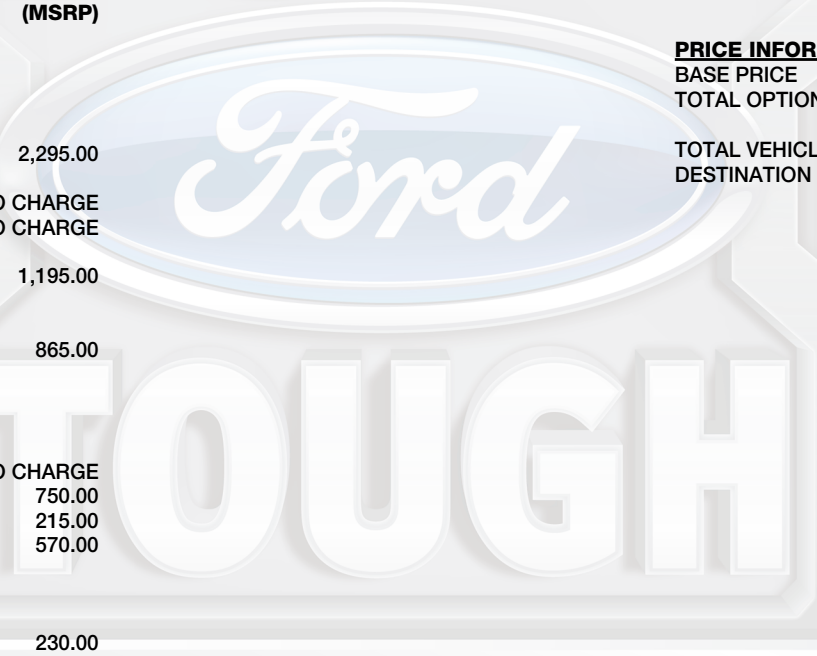 (MSRP)
PRICE INFOR
BASE PRICE
TOTAL OPTION
2,295.00
TOTAL VEHICL
DESTINATION
O CHARGE
O CHARGE
1,195.00
865.00
O CHARGE
750.00
215.00
570.00
230.00
Ford
TOUGH